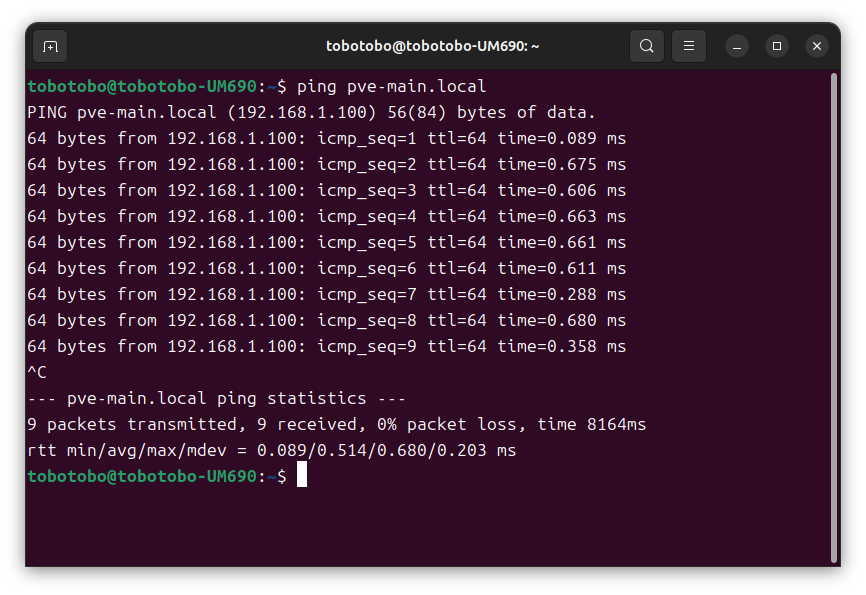 tobotobo@tobotobo-UM690: ~
tobotobo@tobotobo-UM690:~$ ping pve-main.local
PING pve-main.local (192.168.1.100) 56(84) bytes of data.
64 bytes from 192.168.1.100: icmp_seq=1 ttl=64 time=0.089 ms
64 bytes from 192.168.1.100: icmp_seq=2 ttl=64 time=0.675 ms
64 bytes from 192.168.1.100: icmp_seq=3 ttl=64 time=0.606 ms
64 bytes from 192.168.1.100: icmp_seq=4 ttl=64 time=0.663 ms
64 bytes from 192.168.1.100: icmp_seq=5 ttl=64 time=0.661 ms
64 bytes from 192.168.1.100: icmp_seq=6 ttl=64 time=0.611 ms
64 bytes from 192.168.1.100: icmp_seq=7 ttl=64 time=0.288 ms
64 bytes from 192.168.1.100: icmp_seq=8 ttl=64 time=0.680 ms
64 bytes from 192.168.1.100: icmp_seq=9 ttl=64 time=0.358 ms
^C
--- pve-main.local ping statistics ---
9 packets transmitted, 9 received, 0% packet loss, time 8164ms
rtt min/avg/max/mdev = 0.089/0.514/0.680/0.203 ms
tobotobo@tobotobo-UM690:~$